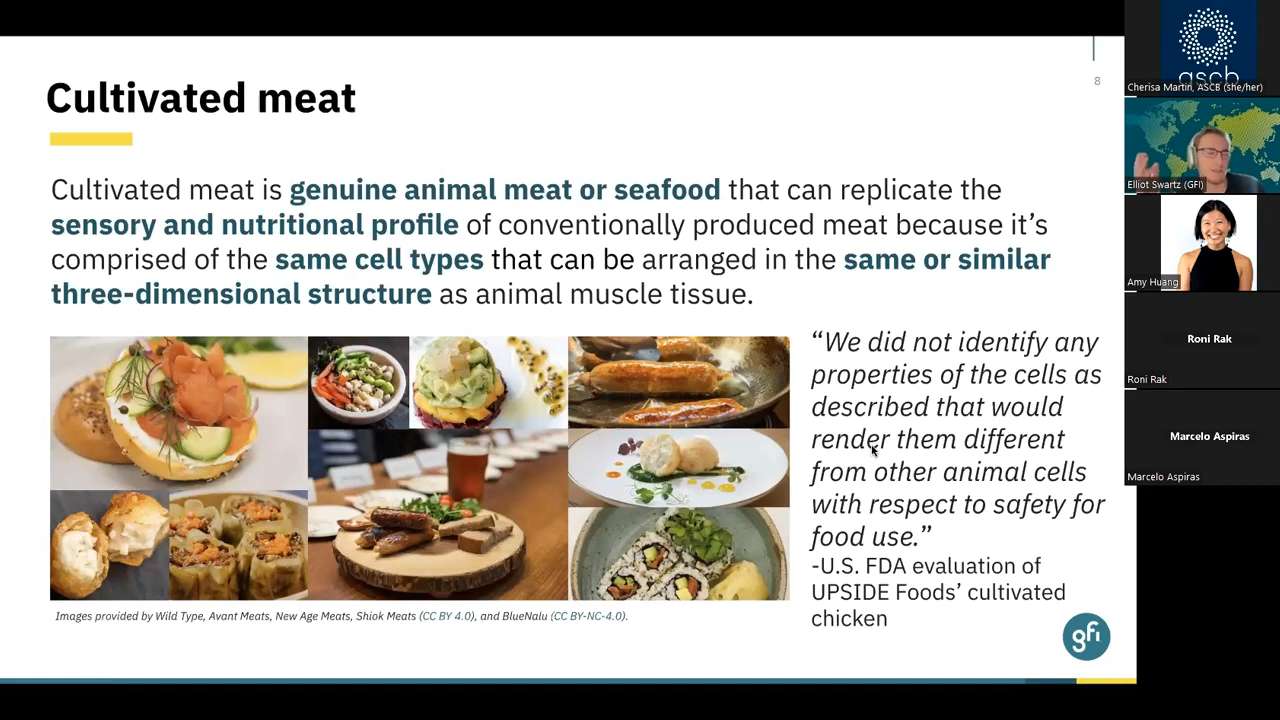 Cultivated meat
8
Cultivated meat is genuine animal meat or seafood that can replicate the
sensory and nutritional profile of conventionally produced meat because it’s
comprised of the same cell types that can be arranged in the same or similar
three-dimensional structure as animal muscle tissue.
“We did not identify any
properties of the cells as
described that would
render them different
from other animal cells
with respect to safety for
food use.”
-U.S. FDA evaluation of
UPSIDE Foods’ cultivated
chicken
Images provided by Wild Type, Avant Meats, New Age Meats, Shiok Meats (CC BY 4.0), and BlueNalu (CC BY-NC-4.0).
gfi
ascb
Cherisa Martin, ASCB (she/her)
Elliot Swartz (GFI)
Amy Huang
Roni Rak
Roni Rak
Marcelo Aspiras
Marcelo Aspiras